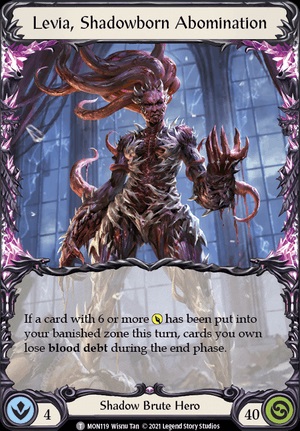 Levia, Shadowborn Abomination
If a card with 6 or more has been put
into your banished zone this turn, cards you own
lose blood debt during the end phase.
4
Shadow Brute Hero
40
T MON119 Wisnu Tan © 2021 Legend Story Studios